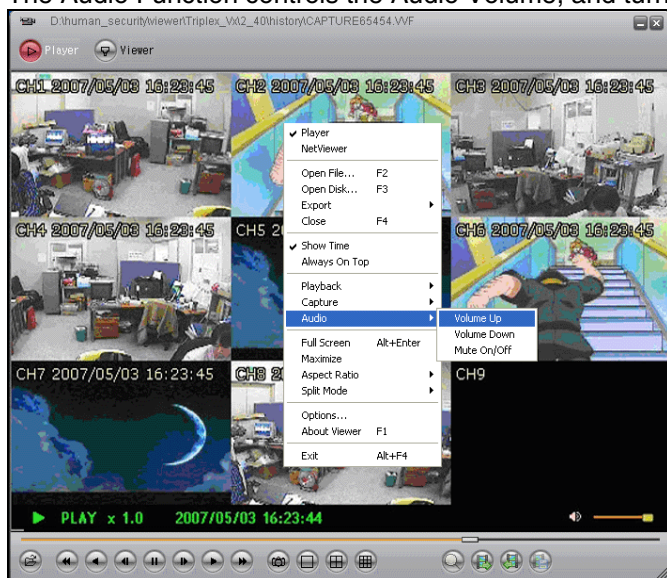 The Audio Function controls the Audio Volume, and turn
D:\human_security\viewer\Triplex_Vx\2_40\history\CAPTURE65454.VVF
Player Viewer
CH1 2007/05/03 16:23:45 CH2 2007/05/03 16:23:45 CH3 2007/05/03 16:23:45
Player
NetViewer
Open File... F2
Open Disk... F3
Export
Close F4
CH4 2007/05/03 16:23:45 CH5 CH6 2007/05/03 16:23:45
Show Time
Always On Top
Playback
Capture
Audio
Volume Up
Volume Down
Mute On/Off
Full Screen Alt+Enter
Maximize
Aspect Ratio
Split Mode
CH7 2007/05/03 16:23:45 CH8 CH9
Options...
About Viewer F1
Exit Alt+F4
PLAY x 1.0 2007/05/03 16:23:44